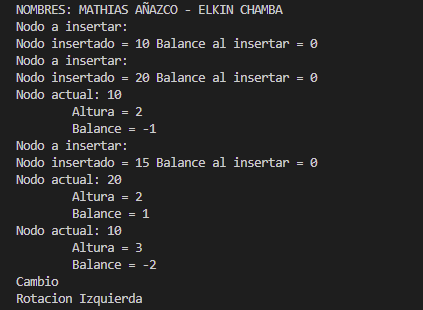 NOMBRES: MATHIAS AÑAZCO - ELKIN CHAMBA
Nodo a insertar:
Nodo insertado = 10 Balance al insertar = 0
Nodo a insertar:
Nodo insertado = 20 Balance al insertar = 0
Nodo actual: 10
Altura = 2
Balance = -1
Nodo a insertar:
Nodo insertado = 15 Balance al insertar = 0
Nodo actual: 20
Altura = 2
Balance = 1
Nodo actual: 10
Altura = 3
Balance = -2
Cambio
Rotacion Izquierda